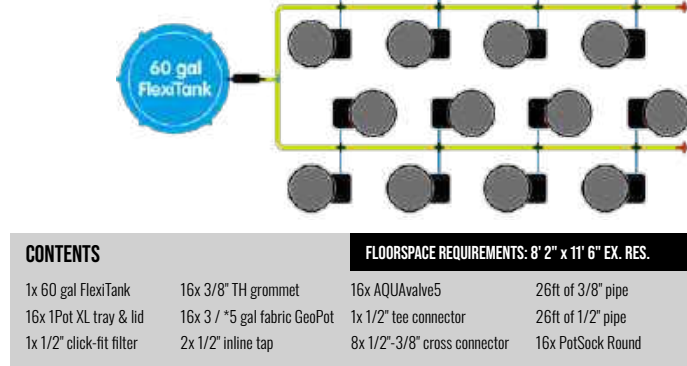 60 gal
FlexiTank
CONTENTS
FLOORSPACE REQUIREMENTS: 8' 2" x 11' 6" EX. RES.
1x 60 gal FlexiTank
16x 1Pot XL tray & lid
1x 1/2" click-fit filter
16x 3/8" TH grommet
16x 3 / *5 gal fabric GeoPot
2x 1/2" inline tap
16x AQUAvalve5
1x 1/2" tee connector
8x 1/2"-3/8" cross connector
26ft of 3/8" pipe
26ft of 1/2" pipe
16x PotSock Round